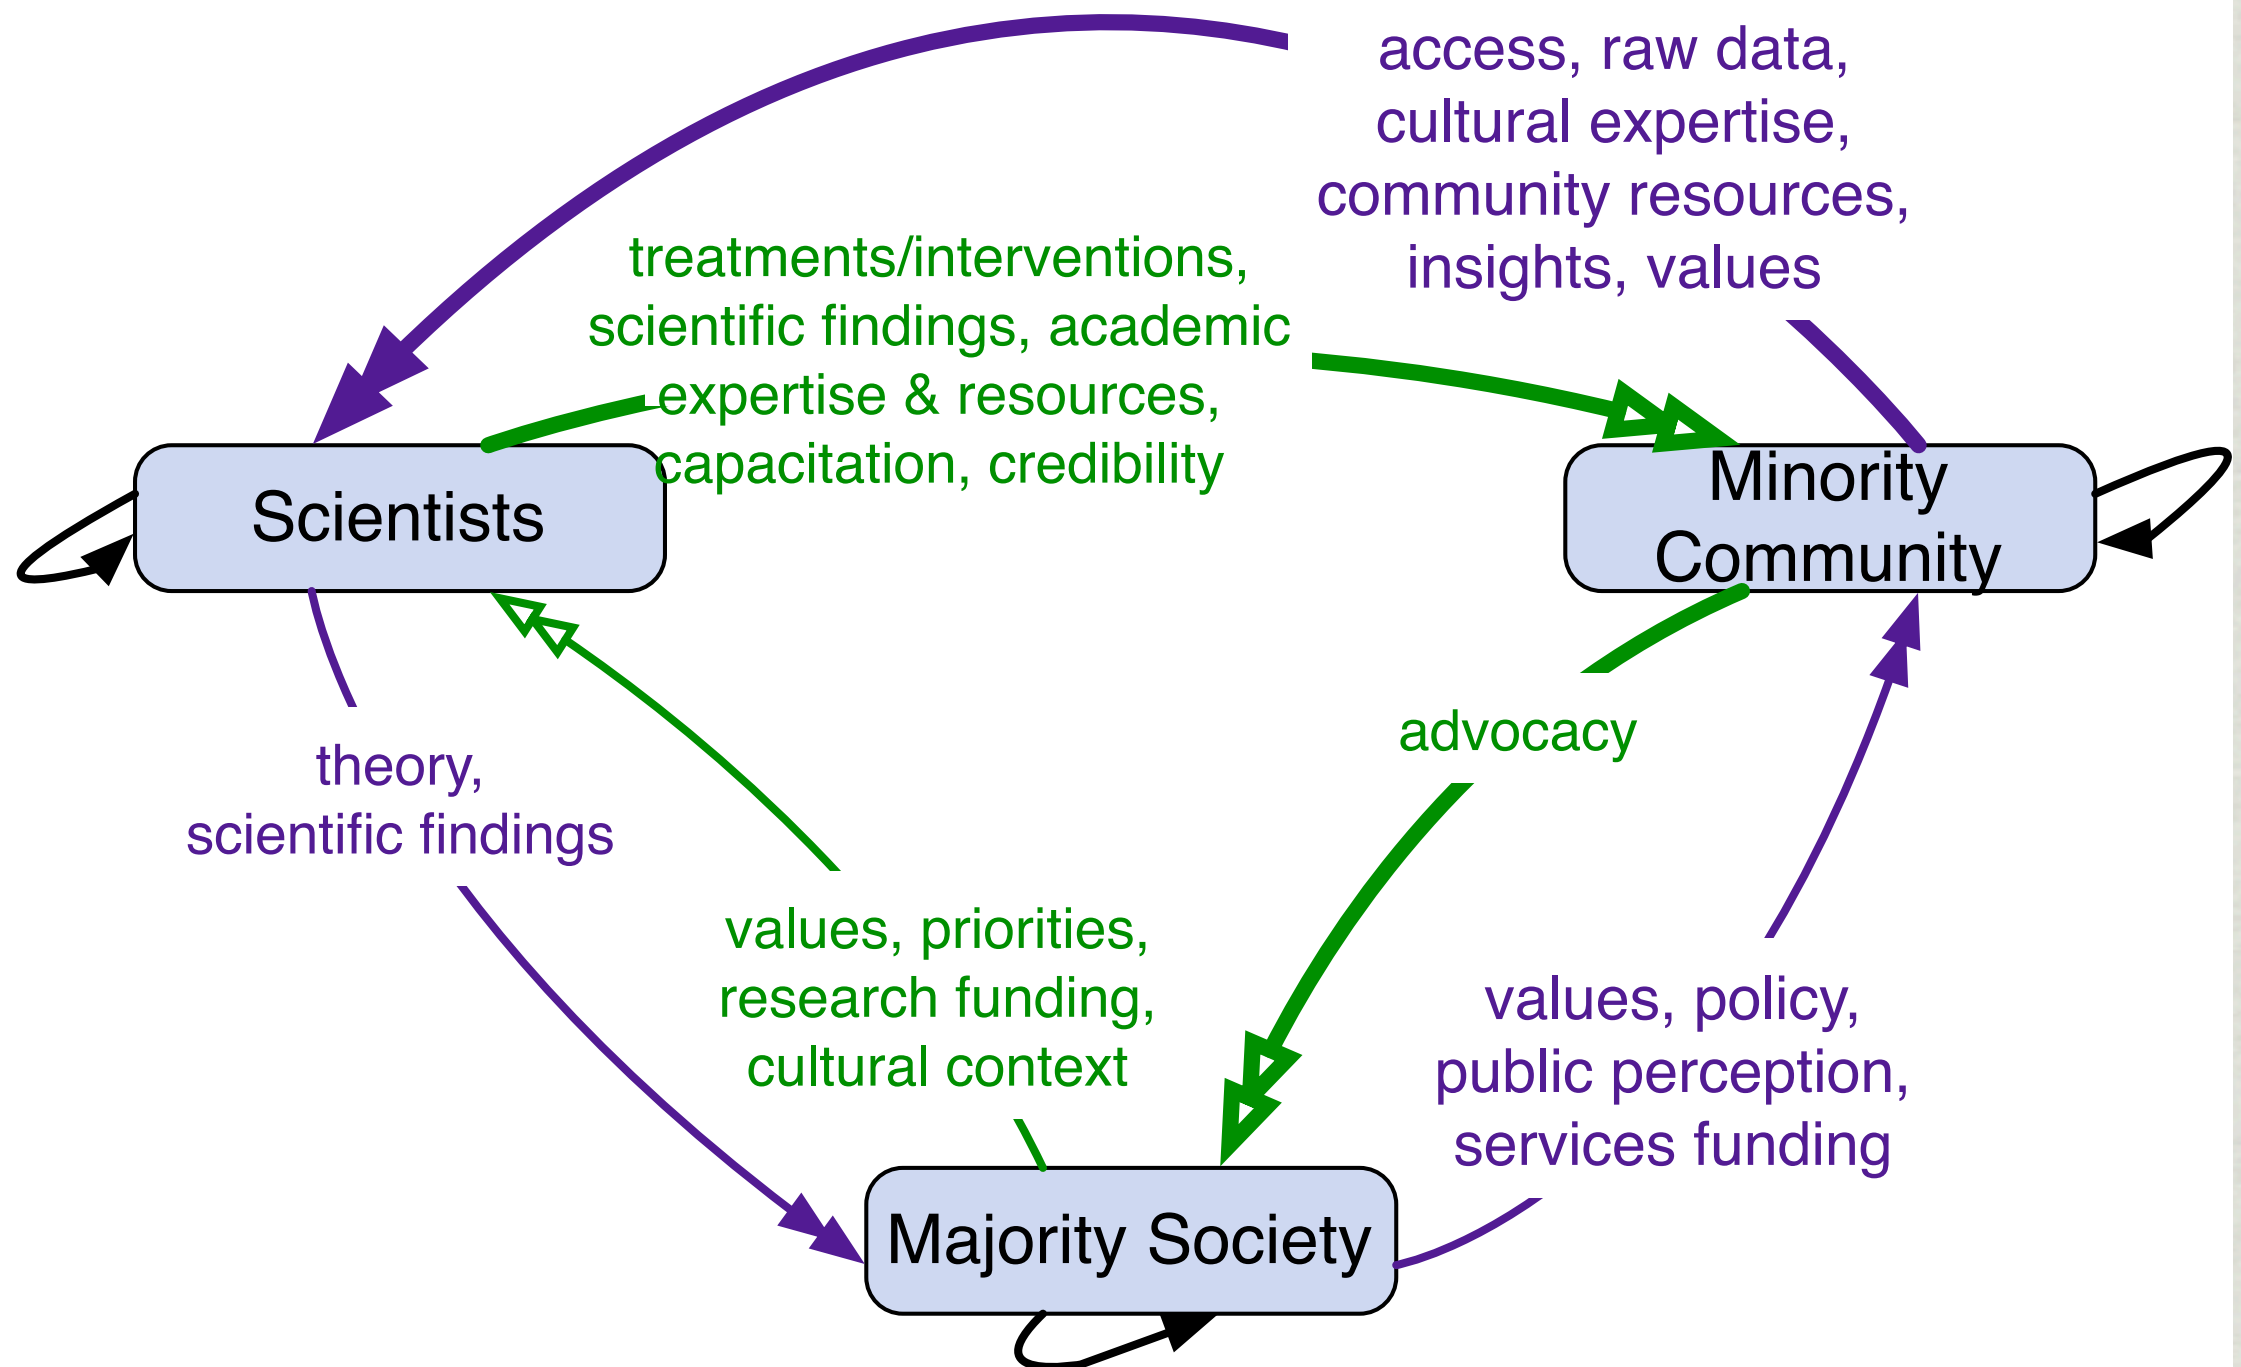 access, raw data,
cultural expertise,
community resources,
insights, values
treatments/interventions,
scientific findings, academic
expertise & resources,
capacitation, credibility
Scientists
Minority
Community
theory,
scientific findings
advocacy
values, priorities,
research funding,
cultural context
values, policy,
public perception,
services funding
Majority Society